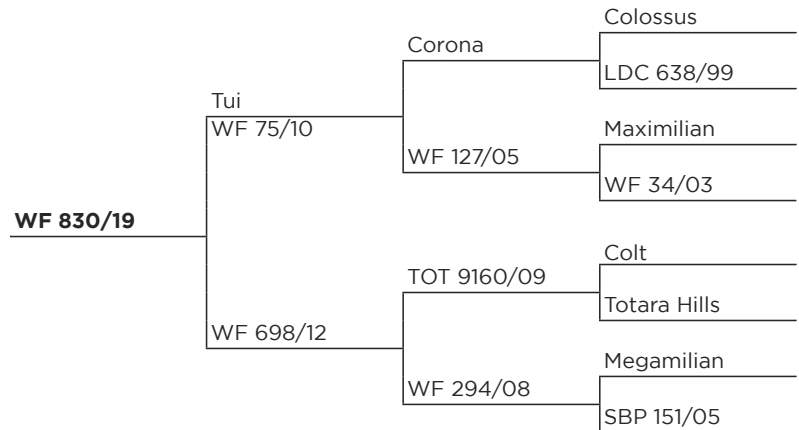 Colossus
Corona
LDC 638/99
Tui
WF 75/10
Maximilian
WF 127/05
WF 34/03
WF 830/19
Colt
TOT 9160/09
Totara Hills
WF 698/12
Megamilian
WF 294/08
SBP 151/05